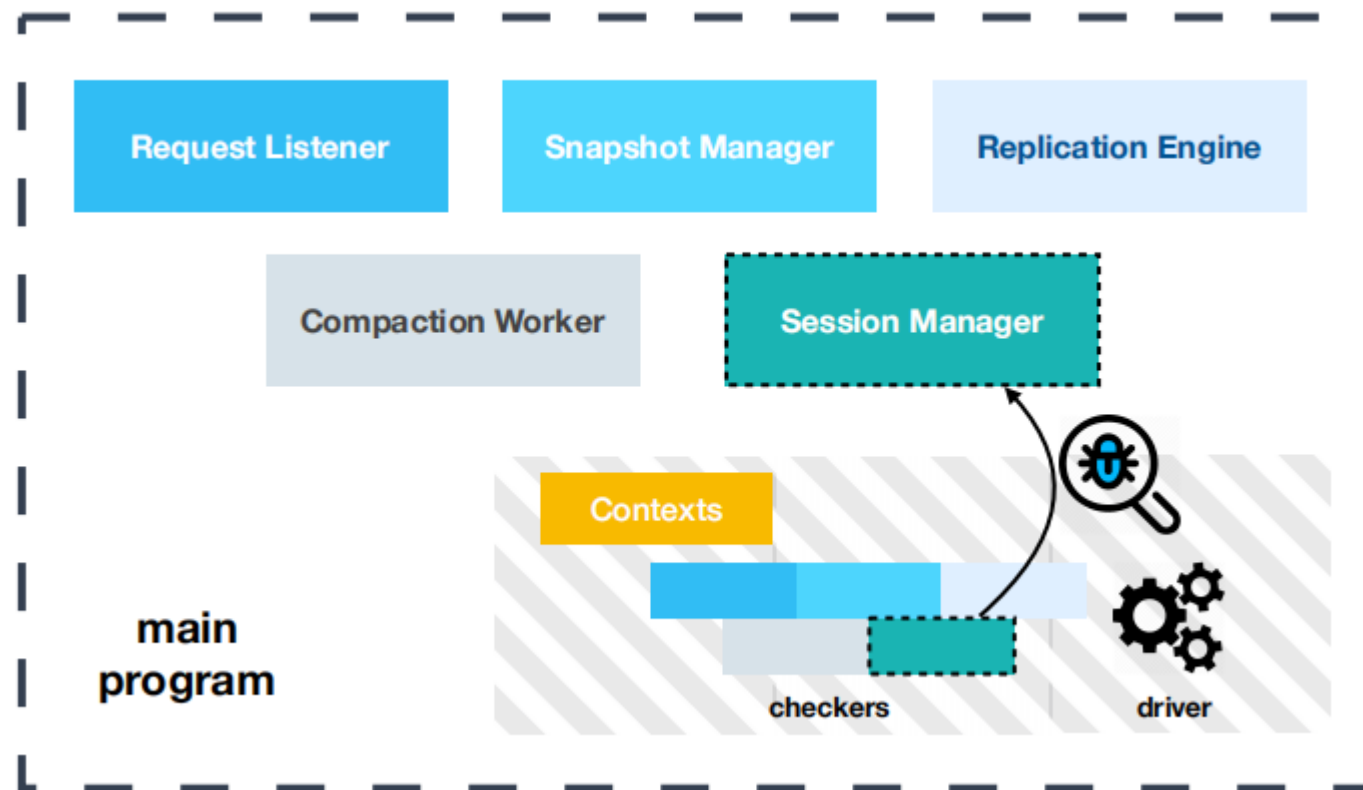 Request Listener
Snapshot Manager
Replication Engine
Compaction Worker
Session Manager
Contexts
main
program
checkers
driver